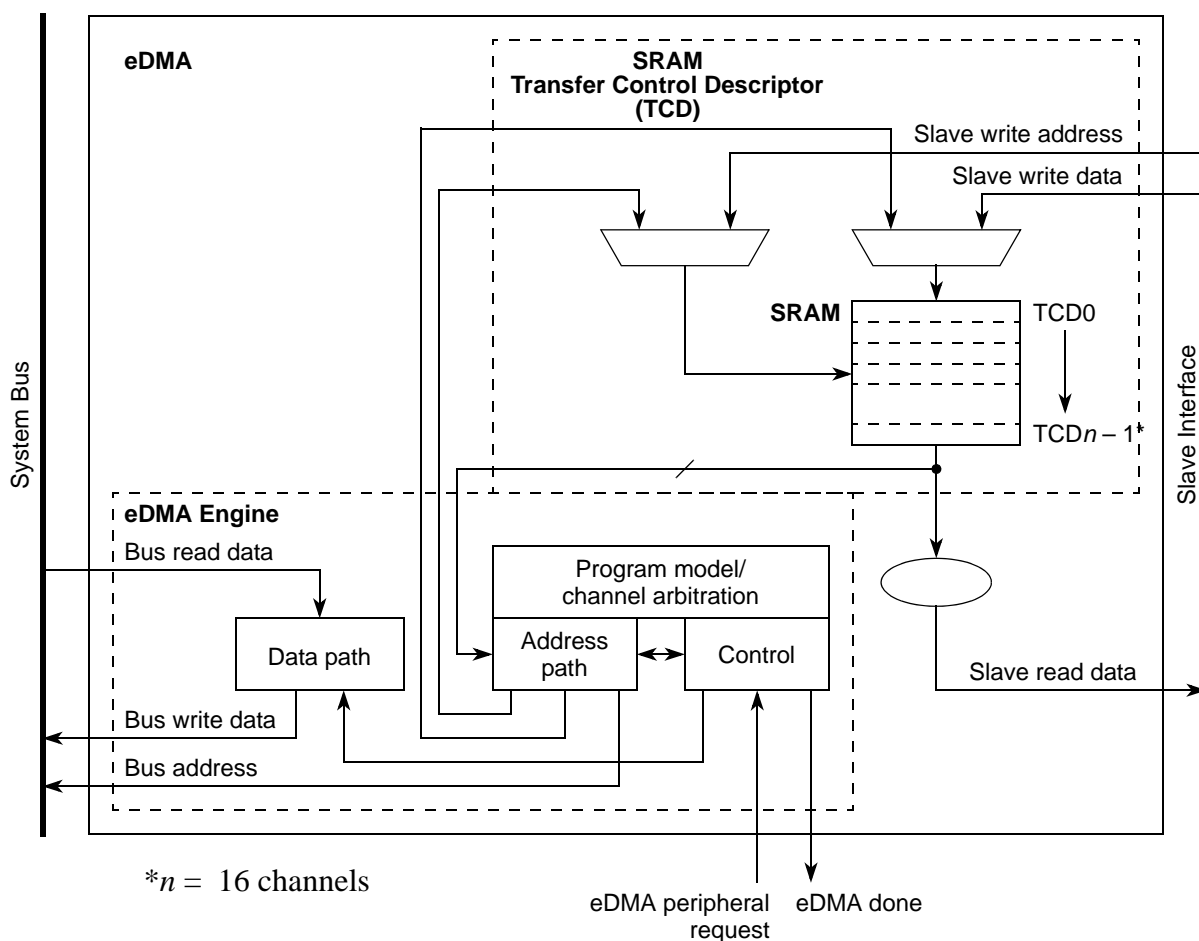 eDMA
SRAM
Transfer Control Descriptor
(TCD)
Slave write address
Slave write data
SRAM
TCD0
TCDn – 1*
System Bus
Slave Interface
eDMA Engine
Bus read data
Program model/
channel arbitration
Data path
Address
path
Control
Slave read data
Bus write data
Bus address
*n = 16 channels
eDMA peripheral
request
eDMA done